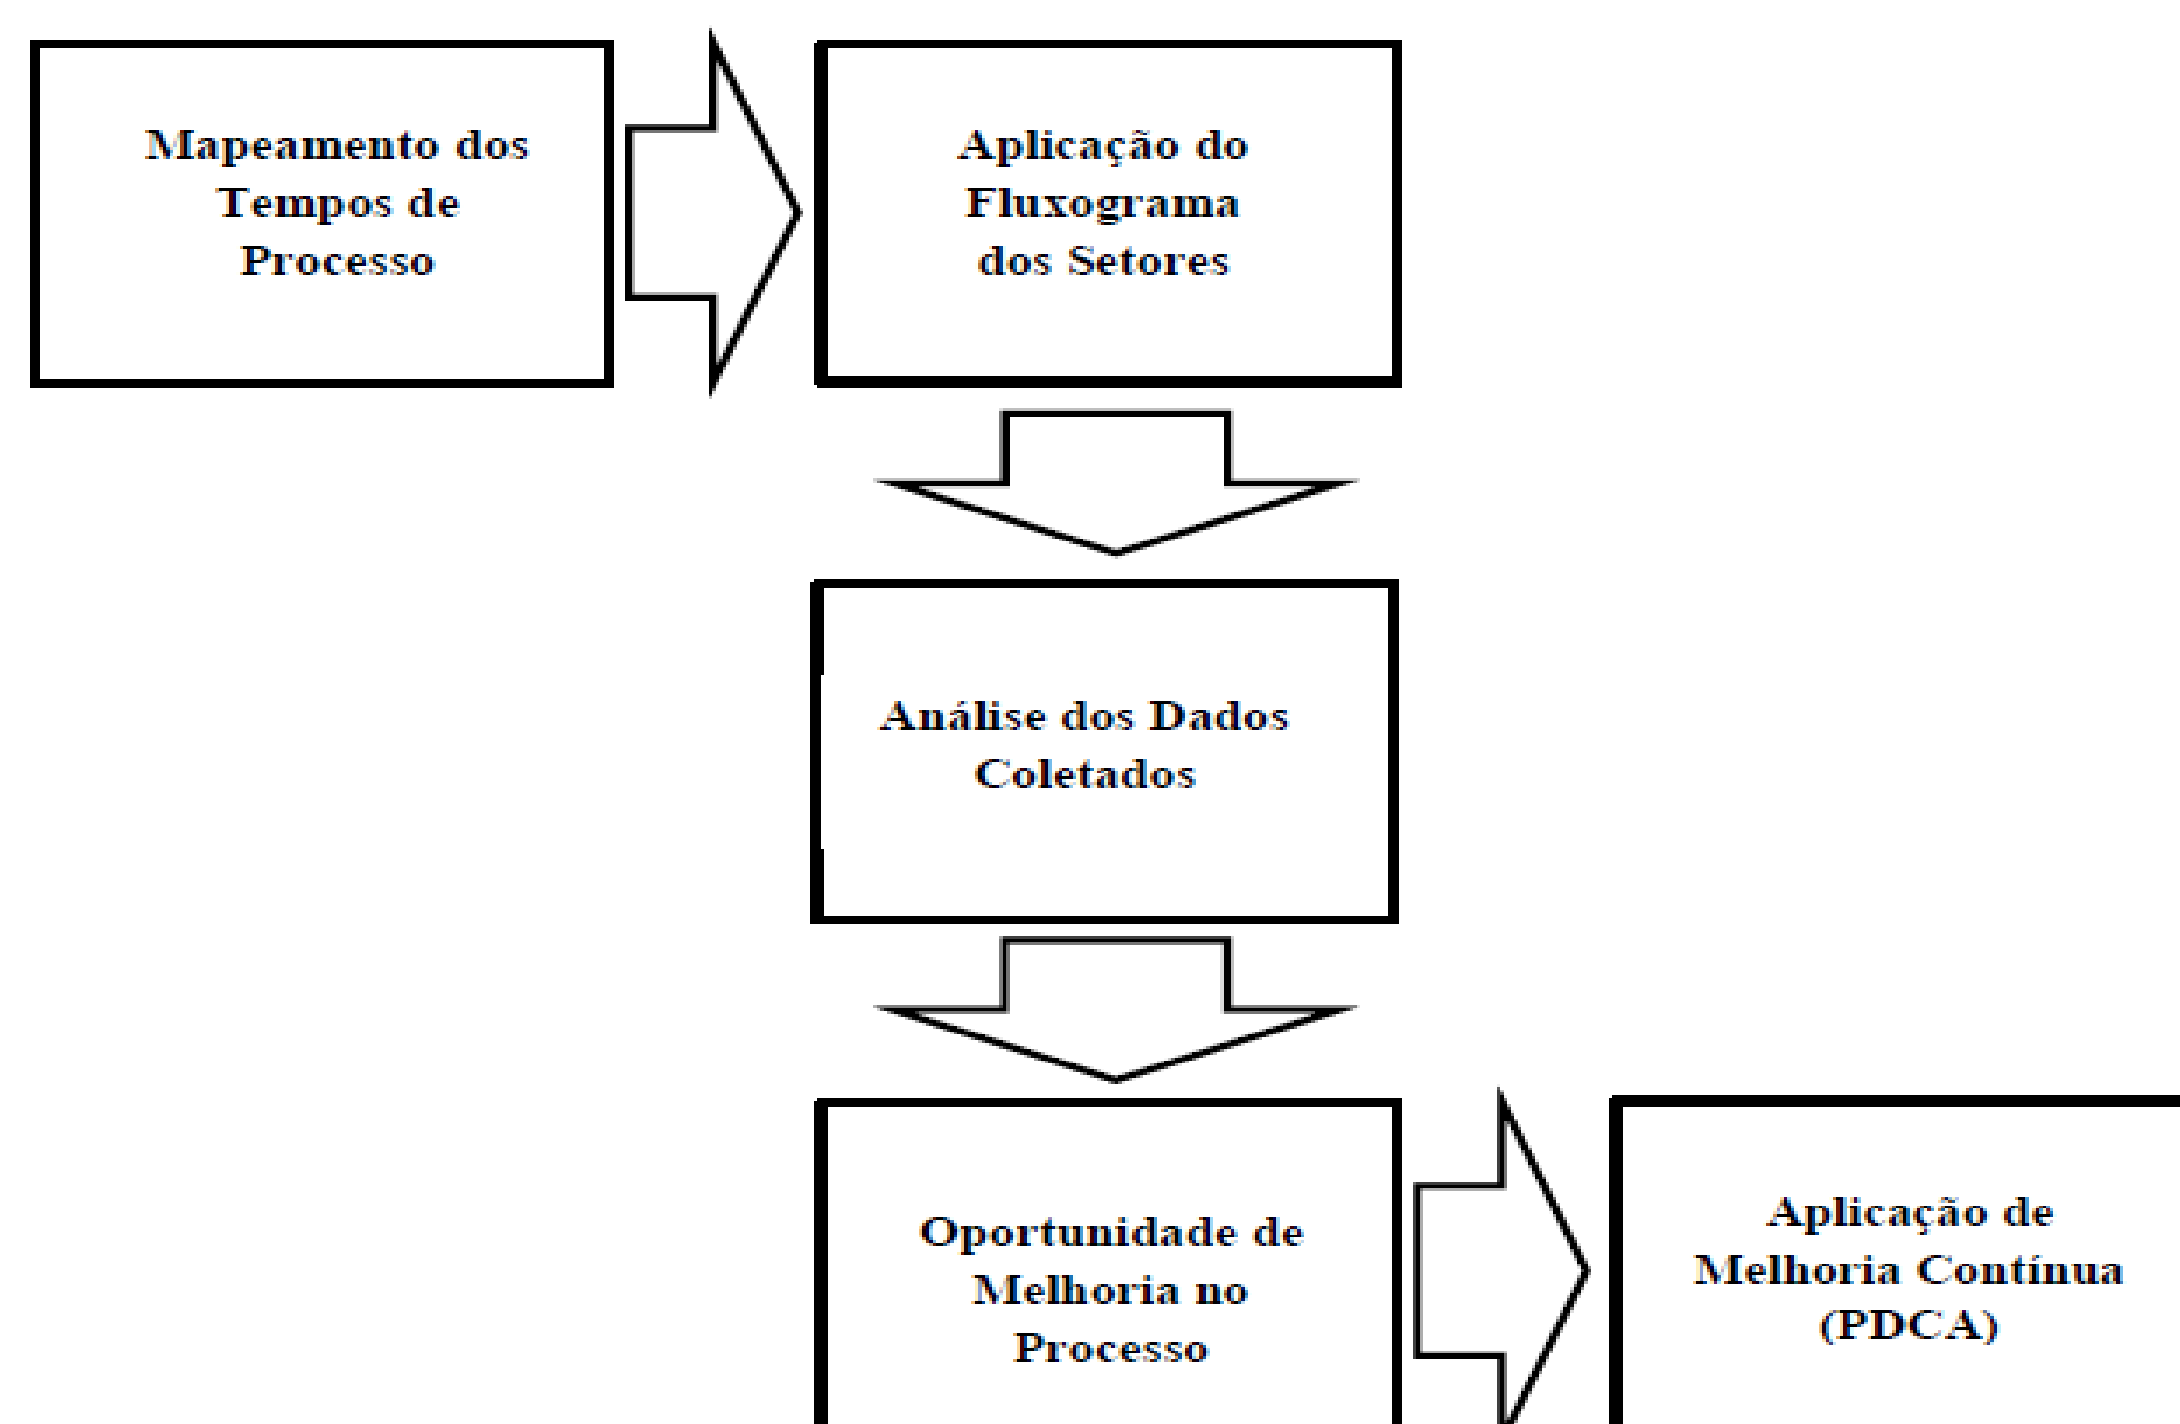 Mapeamento dos
Tempos de
Processo
Aplicação do
Fluxograma
dos Setores
Análise dos Dados
Coletados
Oportunidade de
Melhoria no
Processo
Aplicação de
Melhoria Contínua
(PDCA)